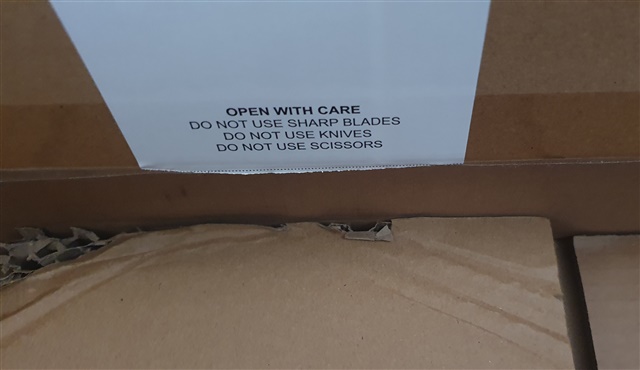 OPEN WITH CARE
DO NOT USE SHARP BLADES
DO NOT USE KNIVES
DO NOT USE SCISSORS